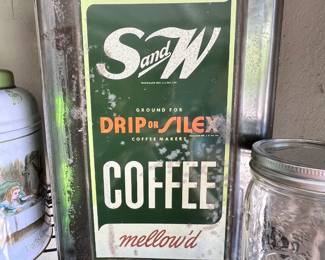 S and W
GROUND FOR
DRIP OR SILEX
COFFEE MAKERS
COFFEE
mellow'd